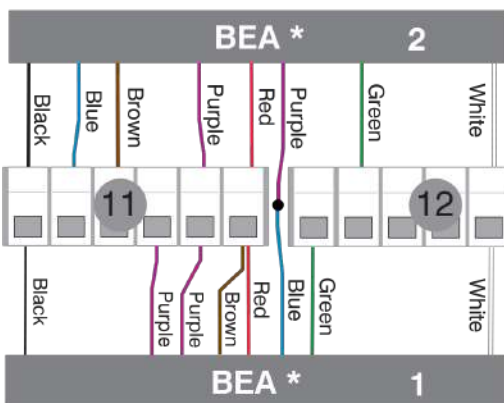 BEA * 2
Black
Blue
Brown
Purple
Red
Purple
Green
White
11
12
Black
Purple
Purple
Brown
Red
Blue
Green
White
BEA * 1